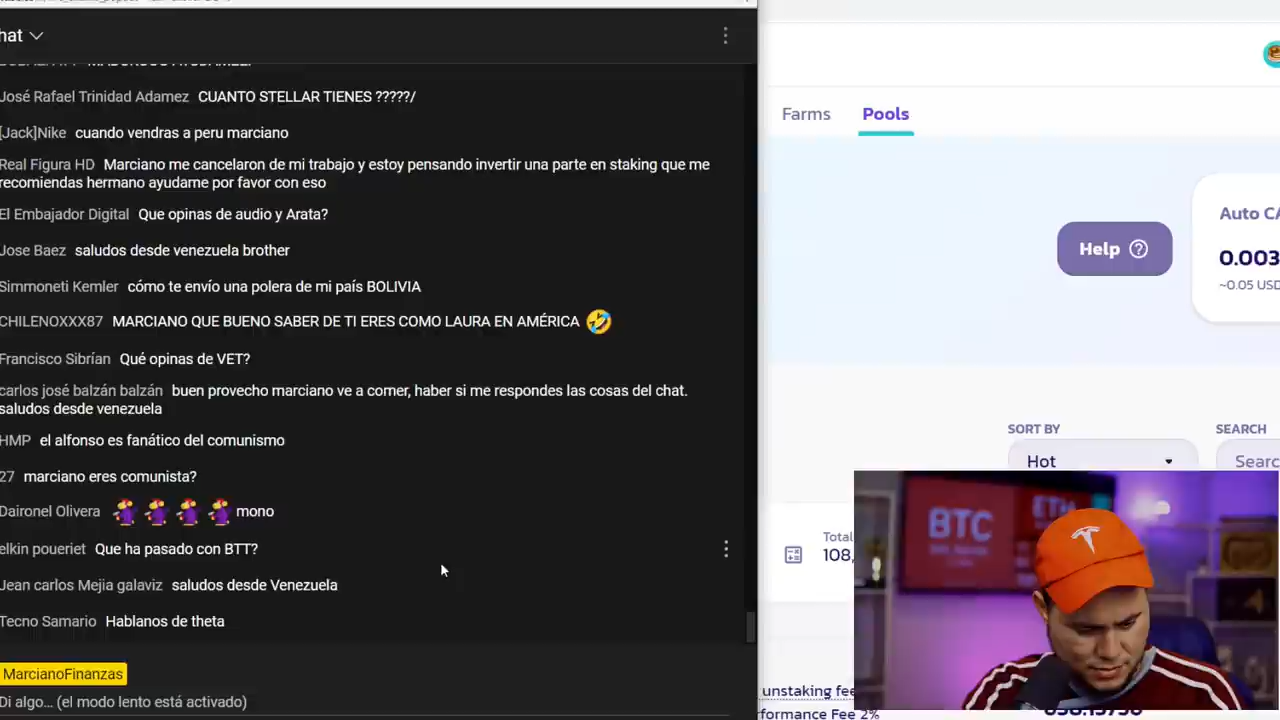 hat
José Rafael Trinidad Adamez CUANTO STELLAR TIENES ?????/
[Jack]Nike cuando vendras a peru marciano
Real Figura HD Marciano me cancelaron de mi trabajo y estoy pensando invertir una parte en staking que me
recomiendas hermano ayudame por favor con eso
El Embajador Digital Que opinas de audio y Arata?
Jose Baez saludos desde venezuela brother
Simmoneti Kemler cómo te envío una polera de mi país BOLIVIA
CHILENOXXX87 MARCIANO QUE BUENO SABER DE TI ERES COMO LAURA EN AMÉRICA 🤣
Francisco Sibrían Qué opinas de VET?
carlos josé balzán balzán buen provecho marciano ve a comer, haber si me respondes las cosas del chat.
saludos desde venezuela
HMP el alfonso es fanático del comunismo
27 marciano eres comunista?
Daironel Olivera mono
elkin poueriet Que ha pasado con BTT?
Jean carlos Mejia galaviz saludos desde Venezuela
Tecno Samario Hablanos de theta
MarcianoFinanzas
Di algo... (el modo lento está activado)
Farms Pools
Help ?
Auto CA
0.003
~0.05 USD
SORT BY
Hot
SEARCH
Searc
Total
108,
BTC
ETH
unstaking fee
formance Fee 2%